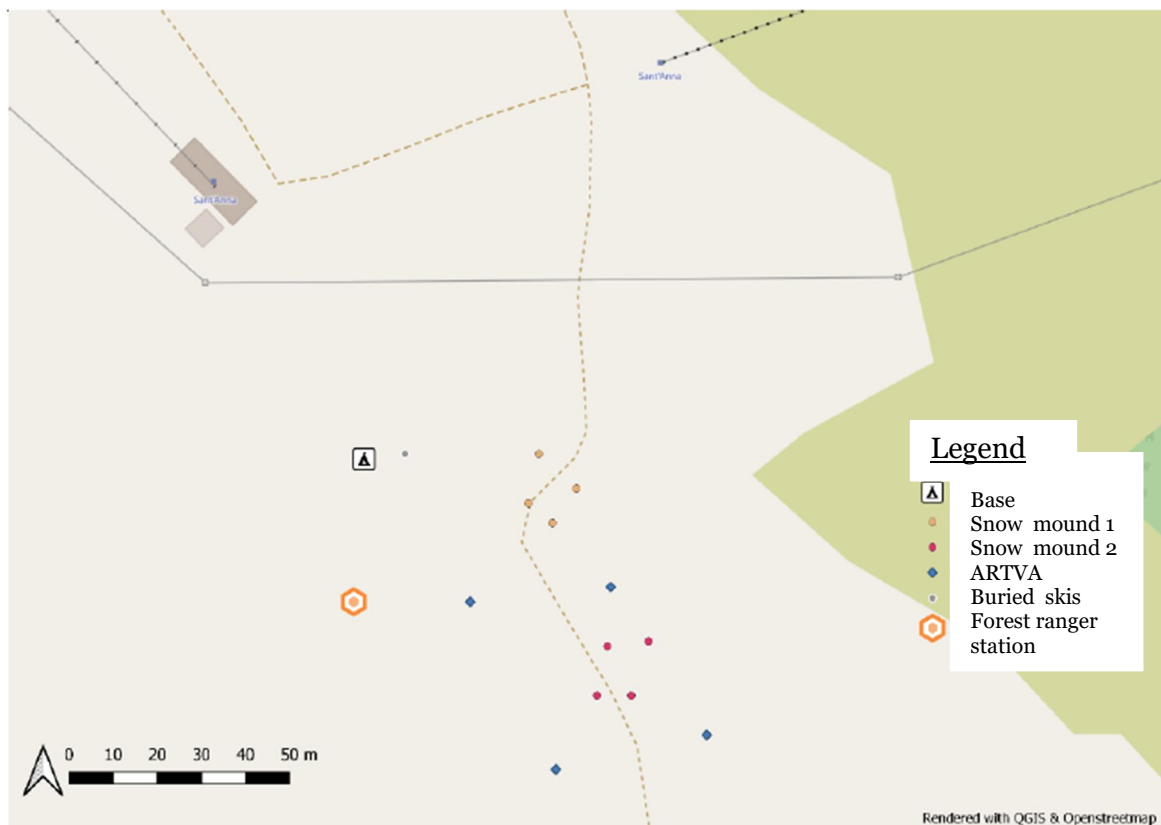 Sant'Anna
Sant'Anna
Legend
Base
Snow mound 1
Snow mound 2
ARTVA
Buried skis
Forest ranger
station
0 10 20 30 40 50 m
Rendered with QGIS & Openstreetmap